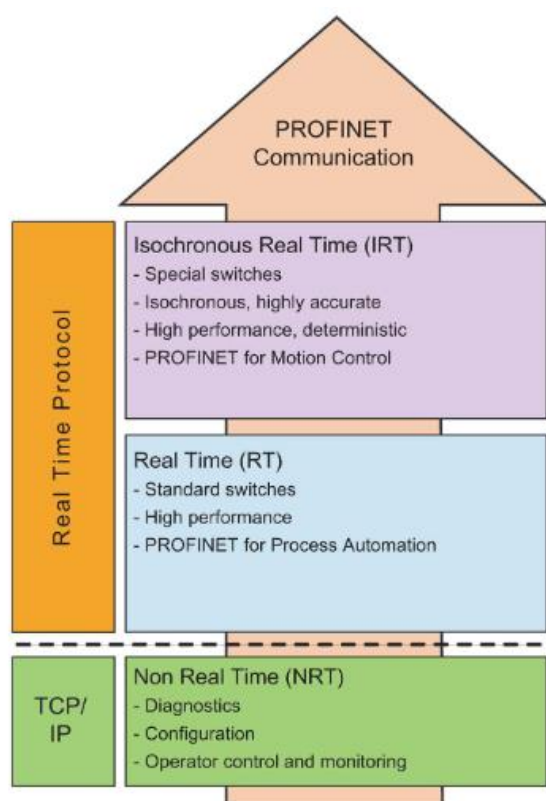 PROFINET
Communication
Real Time Protocol
Isochronous Real Time (IRT)
- Special switches
- Isochronous, highly accurate
- High performance, deterministic
- PROFINET for Motion Control
Real Time (RT)
- Standard switches
- High performance
- PROFINET for Process Automation
TCP/
IP
Non Real Time (NRT)
- Diagnostics
- Configuration
- Operator control and monitoring